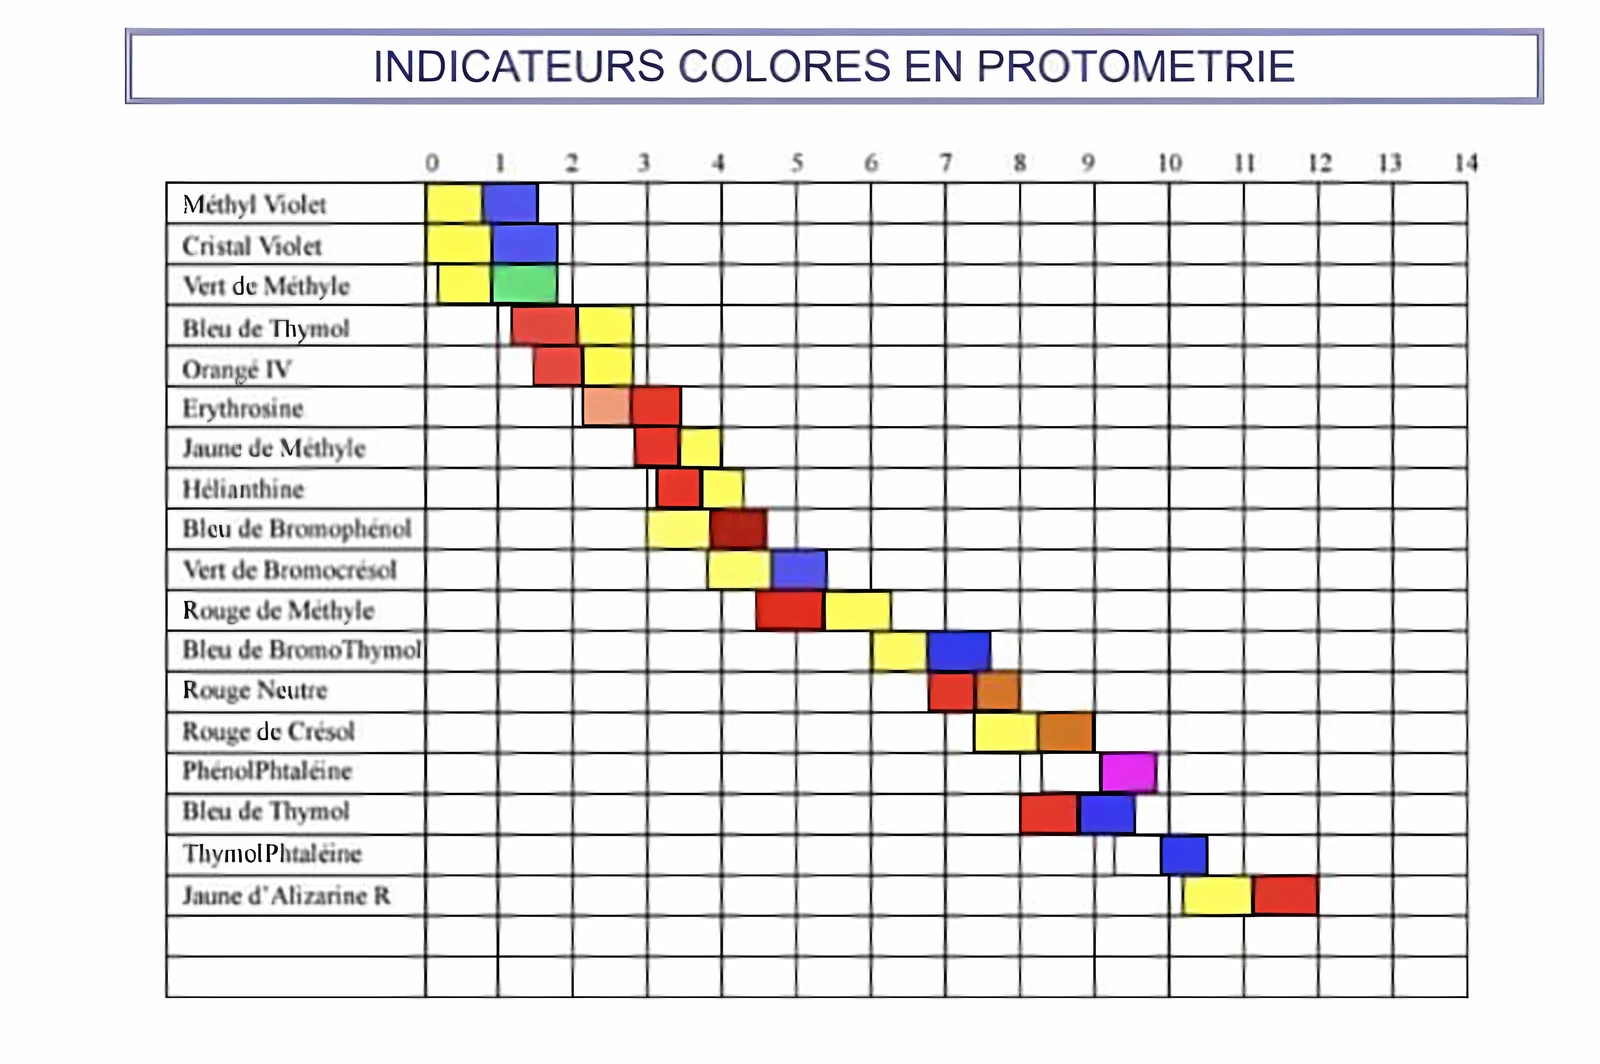 INDICATEURS COLORES EN PROTOMETRIE
0 1 2 3 4 5 6 7 8 9 10 11 12 13 14
Méthyl Violet
Cristal Violet
Vert de Méthyle
Bleu de Thymol
Orangé IV
Erythrosine
Jaune de Méthyle
Hélianthine
Bleu de Bromophénol
Vert de Bromocrésol
Rouge de Méthyle
Bleu de BromoThymol
Rouge Neutre
Rouge de Crésol
PhénolPhtaléine
Bleu de Thymol
ThymolPhtaléine
Jaune d'Alizarine R